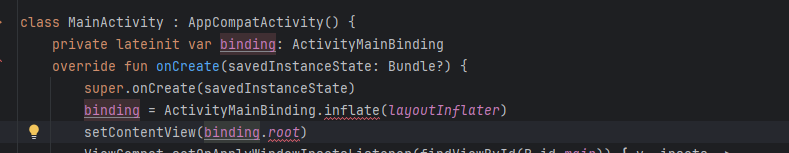 class MainActivity : AppCompatActivity() {
private lateinit var binding: ActivityMainBinding
override fun onCreate(savedInstanceState: Bundle?) {
super.onCreate(savedInstanceState)
binding = ActivityMainBinding.inflate(layoutInflater)
setContentView(binding.root)
ViewCompat.setOnApplyWindowInsetsListener(findViewById(R.id.main)) { v, insets ->